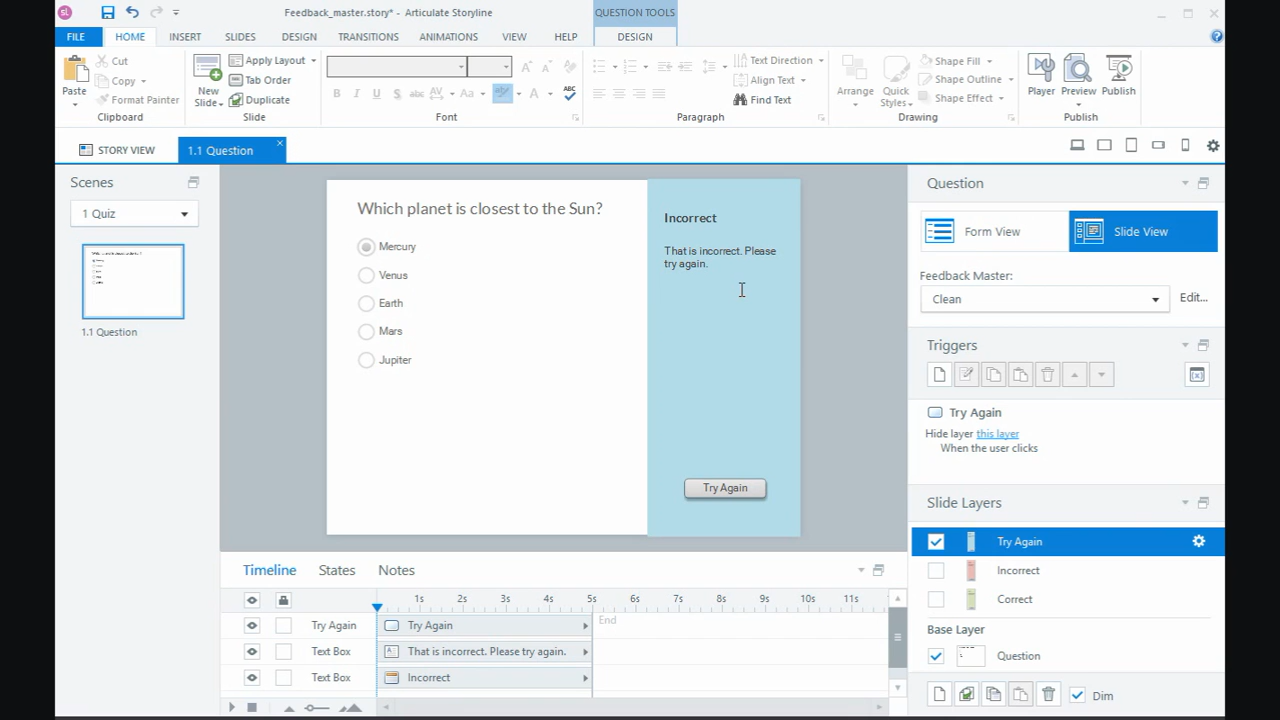 sl
Feedback_master.story* - Articulate Storyline
QUESTION TOOLS
FILE HOME INSERT SLIDES DESIGN TRANSITIONS ANIMATIONS VIEW HELP DESIGN
Paste
Cut
Copy
Format Painter
Clipboard
New
Slide
Apply Layout
Tab Order
Duplicate
Slide
B I U S abc AV Aa A
ABC
Font
Text Direction
Align Text
Find Text
Paragraph
Arrange
Quick
Styles
Shape Fill
Shape Outline
Shape Effect
Drawing
Player Preview Publish
Publish
STORY VIEW
1.1 Question
Scenes
1 Quiz
1.1 Question
Which planet is closest to the Sun?
Mercury
Venus
Earth
Mars
Jupiter
Incorrect
That is incorrect. Please
try again.
Try Again
Question
Form View
Slide View
Feedback Master:
Clean
Edit...
Triggers
Try Again
Hide layer this layer
When the user clicks
Slide Layers
Try Again
Incorrect
Correct
Base Layer
Question
Dim
Timeline States Notes
1s 2s 3s 4s 5s 6s 7s 8s 9s 10s 11s
Try Again Try Again End
Text Box That is incorrect. Please try again.
Text Box Incorrect